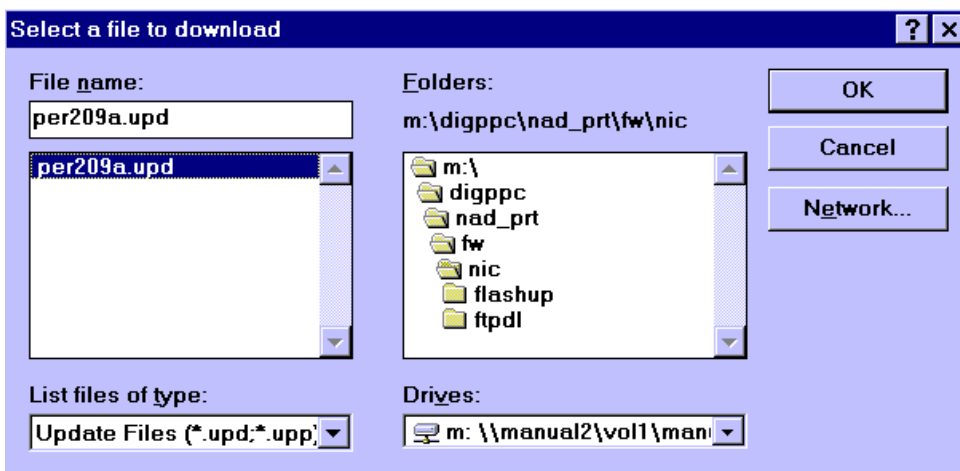 Select a file to download
File name:
per209a.upd
per209a.upd
List files of type:
Update Files (*.upd;*.upp)
Folders:
m:\digppc\nad_prt\fw\nic
m:\
digppc
nad_prt
fw
nic
flashup
ftpdl
Drives:
m: \\manual2\vol1\man
OK
Cancel
Network...